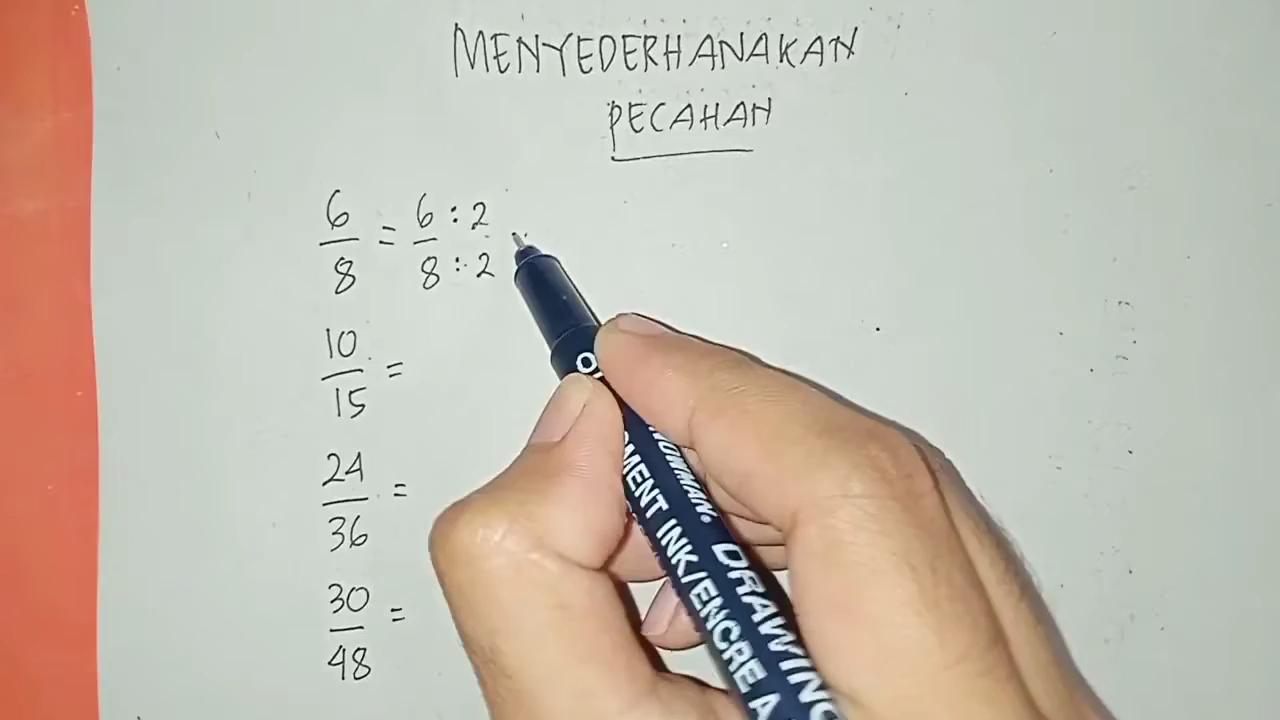 MENYEDERHANAKAN
PECAHAN
6/8 = 6 : 2 / 8 : 2
10/15 =
24/36 =
30/48 =
DRAWING
MENT INK/ENCRE A